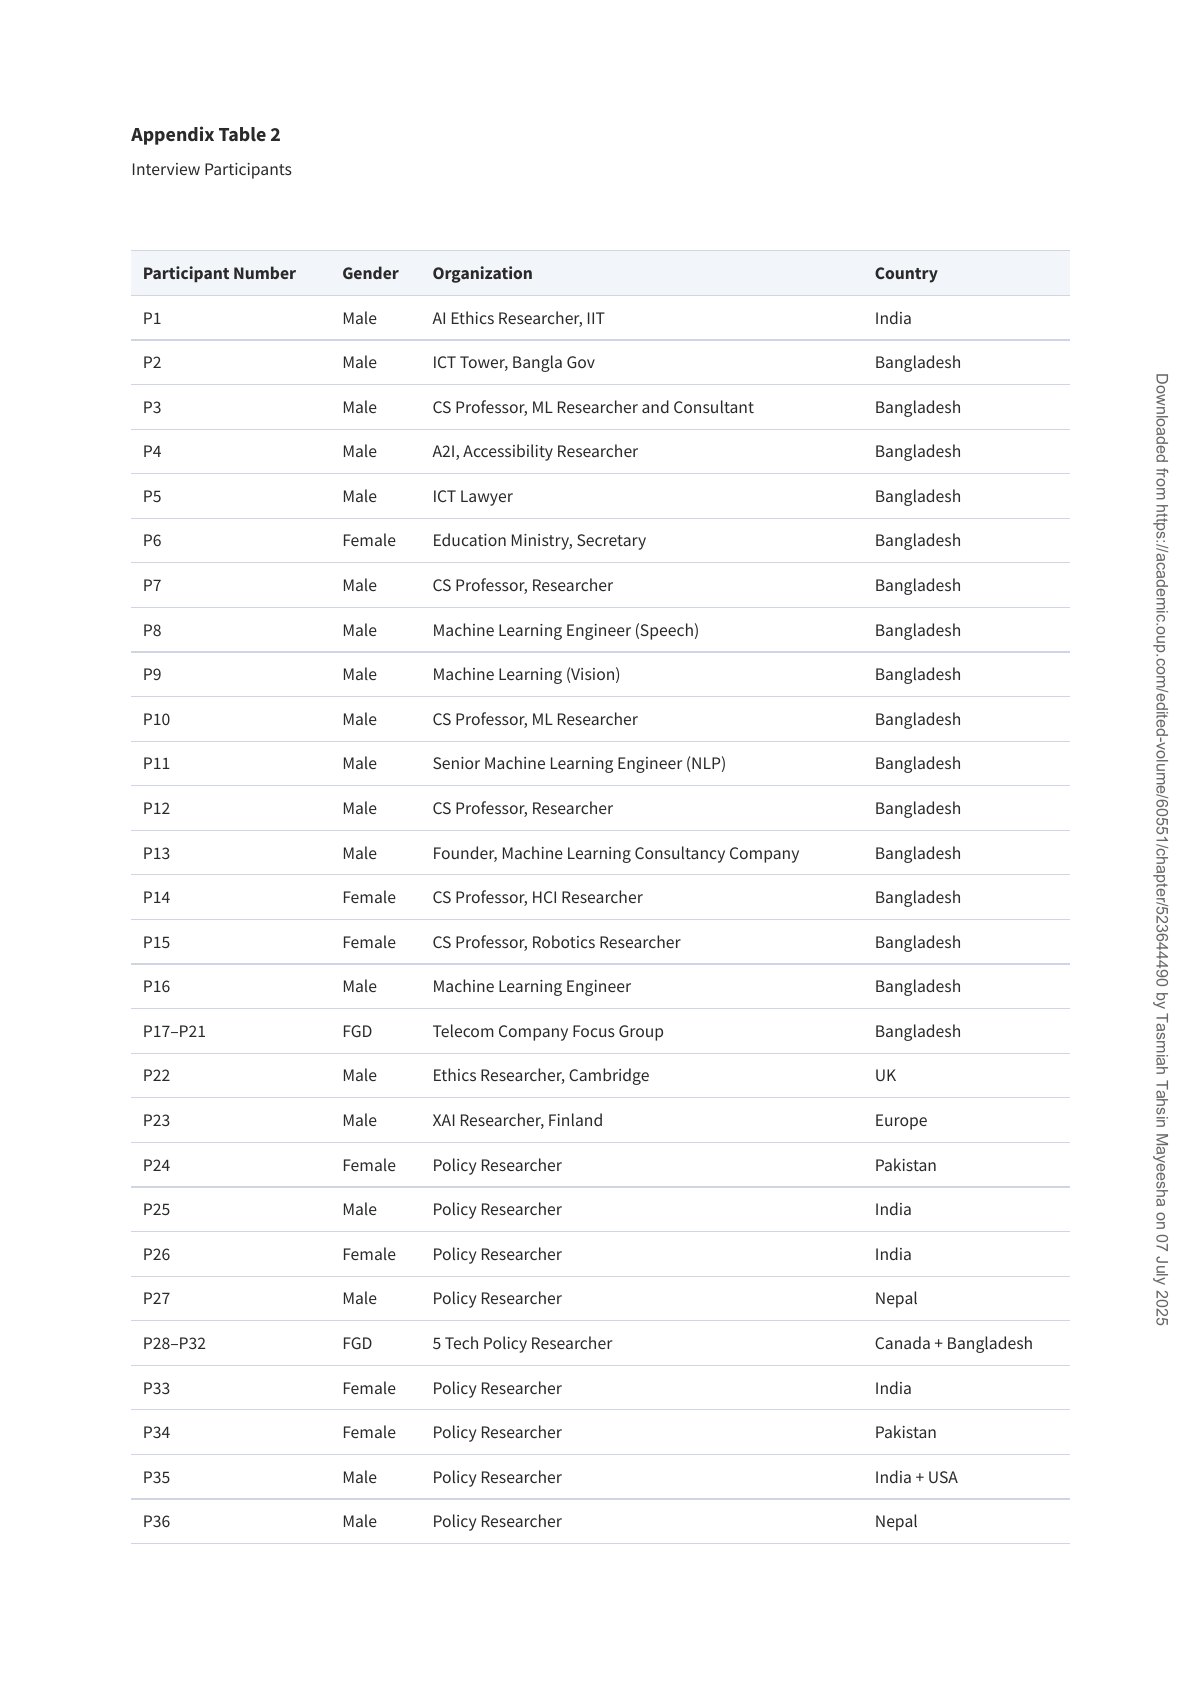 Appendix Table 2
Interview Participants
Participant Number Gender Organization Country
P1 Male AI Ethics Researcher, IIT India
P2 Male ICT Tower, Bangla Gov Bangladesh
P3 Male CS Professor, ML Researcher and Consultant Bangladesh
P4 Male A2I, Accessibility Researcher Bangladesh
P5 Male ICT Lawyer Bangladesh
P6 Female Education Ministry, Secretary Bangladesh
P7 Male CS Professor, Researcher Bangladesh
P8 Male Machine Learning Engineer (Speech) Bangladesh
P9 Male Machine Learning (Vision) Bangladesh
P10 Male CS Professor, ML Researcher Bangladesh
P11 Male Senior Machine Learning Engineer (NLP) Bangladesh
P12 Male CS Professor, Researcher Bangladesh
P13 Male Founder, Machine Learning Consultancy Company Bangladesh
P14 Female CS Professor, HCI Researcher Bangladesh
P15 Female CS Professor, Robotics Researcher Bangladesh
P16 Male Machine Learning Engineer Bangladesh
P17–P21 FGD Telecom Company Focus Group Bangladesh
P22 Male Ethics Researcher, Cambridge UK
P23 Male XAI Researcher, Finland Europe
P24 Female Policy Researcher Pakistan
P25 Male Policy Researcher India
P26 Female Policy Researcher India
P27 Male Policy Researcher Nepal
P28–P32 FGD 5 Tech Policy Researcher Canada + Bangladesh
P33 Female Policy Researcher India
P34 Female Policy Researcher Pakistan
P35 Male Policy Researcher India + USA
P36 Male Policy Researcher Nepal
Downloaded from https://academic.oup.com/edited-volume/60551/chapter/523644490 by Tasmiah Tahsin Mayeesha on 07 July 2025